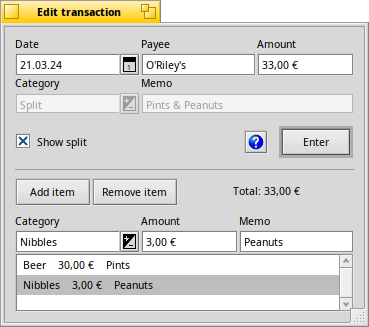 Edit transaction
Date Payee Amount
21.03.24 1 O'Riley's 33,00 €
Category Memo
Split Pints & Peanuts
Show split ? Enter
Add item Remove item Total: 33,00 €
Category Amount Memo
Nibbles 3,00 € Peanuts
Beer 30,00 € Pints
Nibbles 3,00 € Peanuts